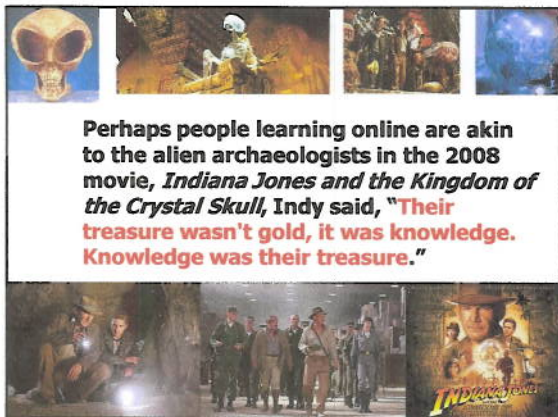 Perhaps people learning online are akin
to the alien archaeologists in the 2008
movie, Indiana Jones and the Kingdom of
the Crystal Skull, Indy said, "Their
treasure wasn't gold, it was knowledge.
Knowledge was their treasure."
INDIANA JONES